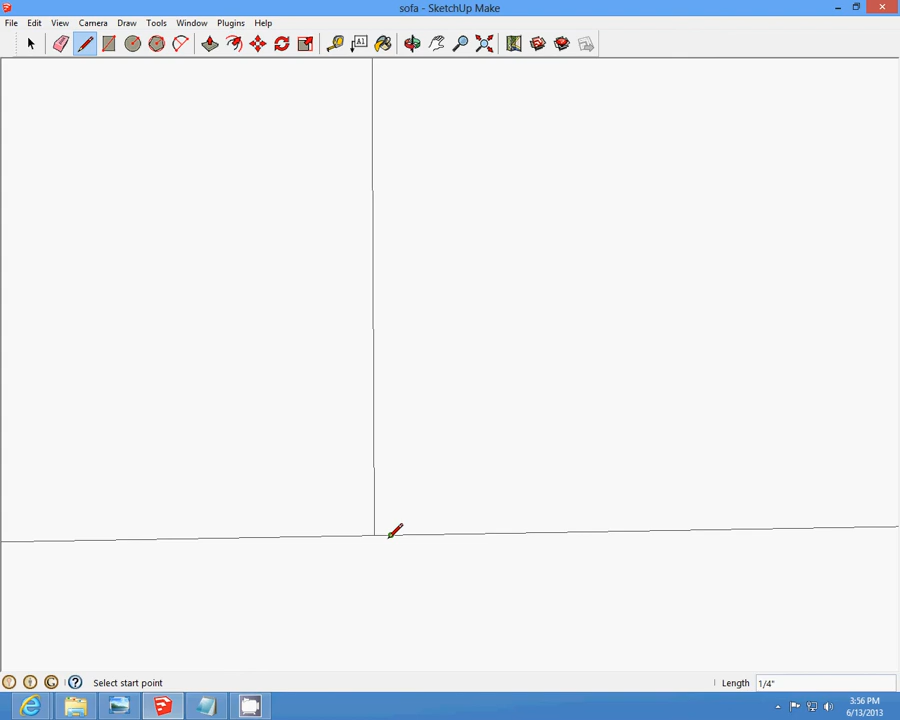 sofa - SketchUp Make
File Edit View Camera Draw Tools Window Plugins Help
A1
Select start point
Length 1/4"
3:56 PM
6/13/2013